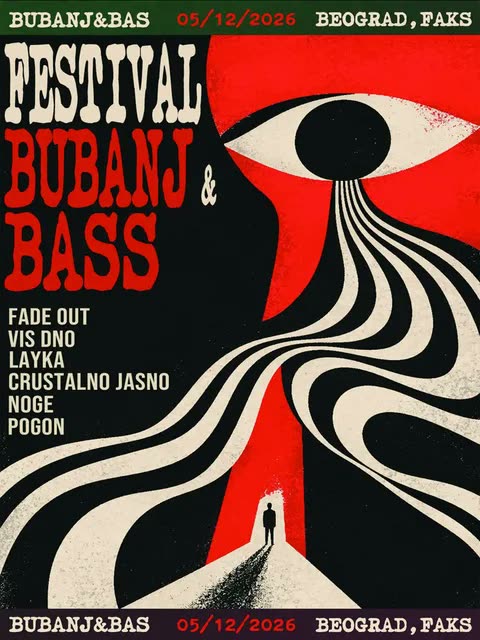 BUBANJ&BAS 05/12/2026 BEOGRAD, FAKS
FESTIVAL
BUBANJ &
BASS
FADE OUT
VIS DNO
LAYKA
CRUSTALNO JASNO
NOGE
POGON
BUBANJ&BAS 05/12/2026 BEOGRAD, FAKS